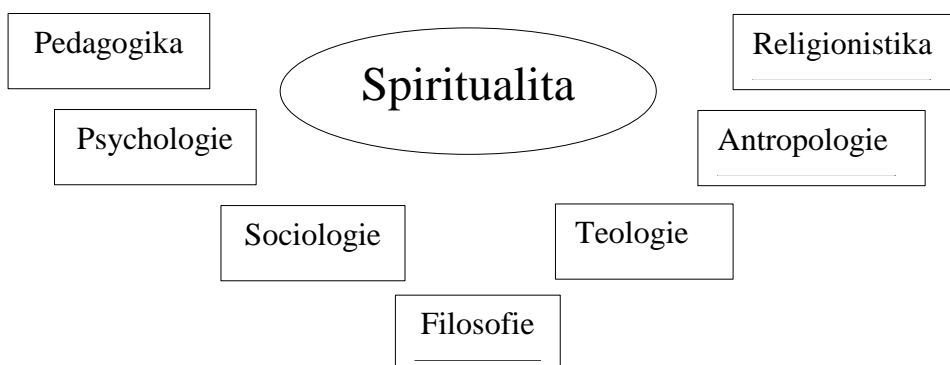 Pedagogika
Spiritualita
Religionistika
Psychologie
Antropologie
Sociologie
Teologie
Filosofie